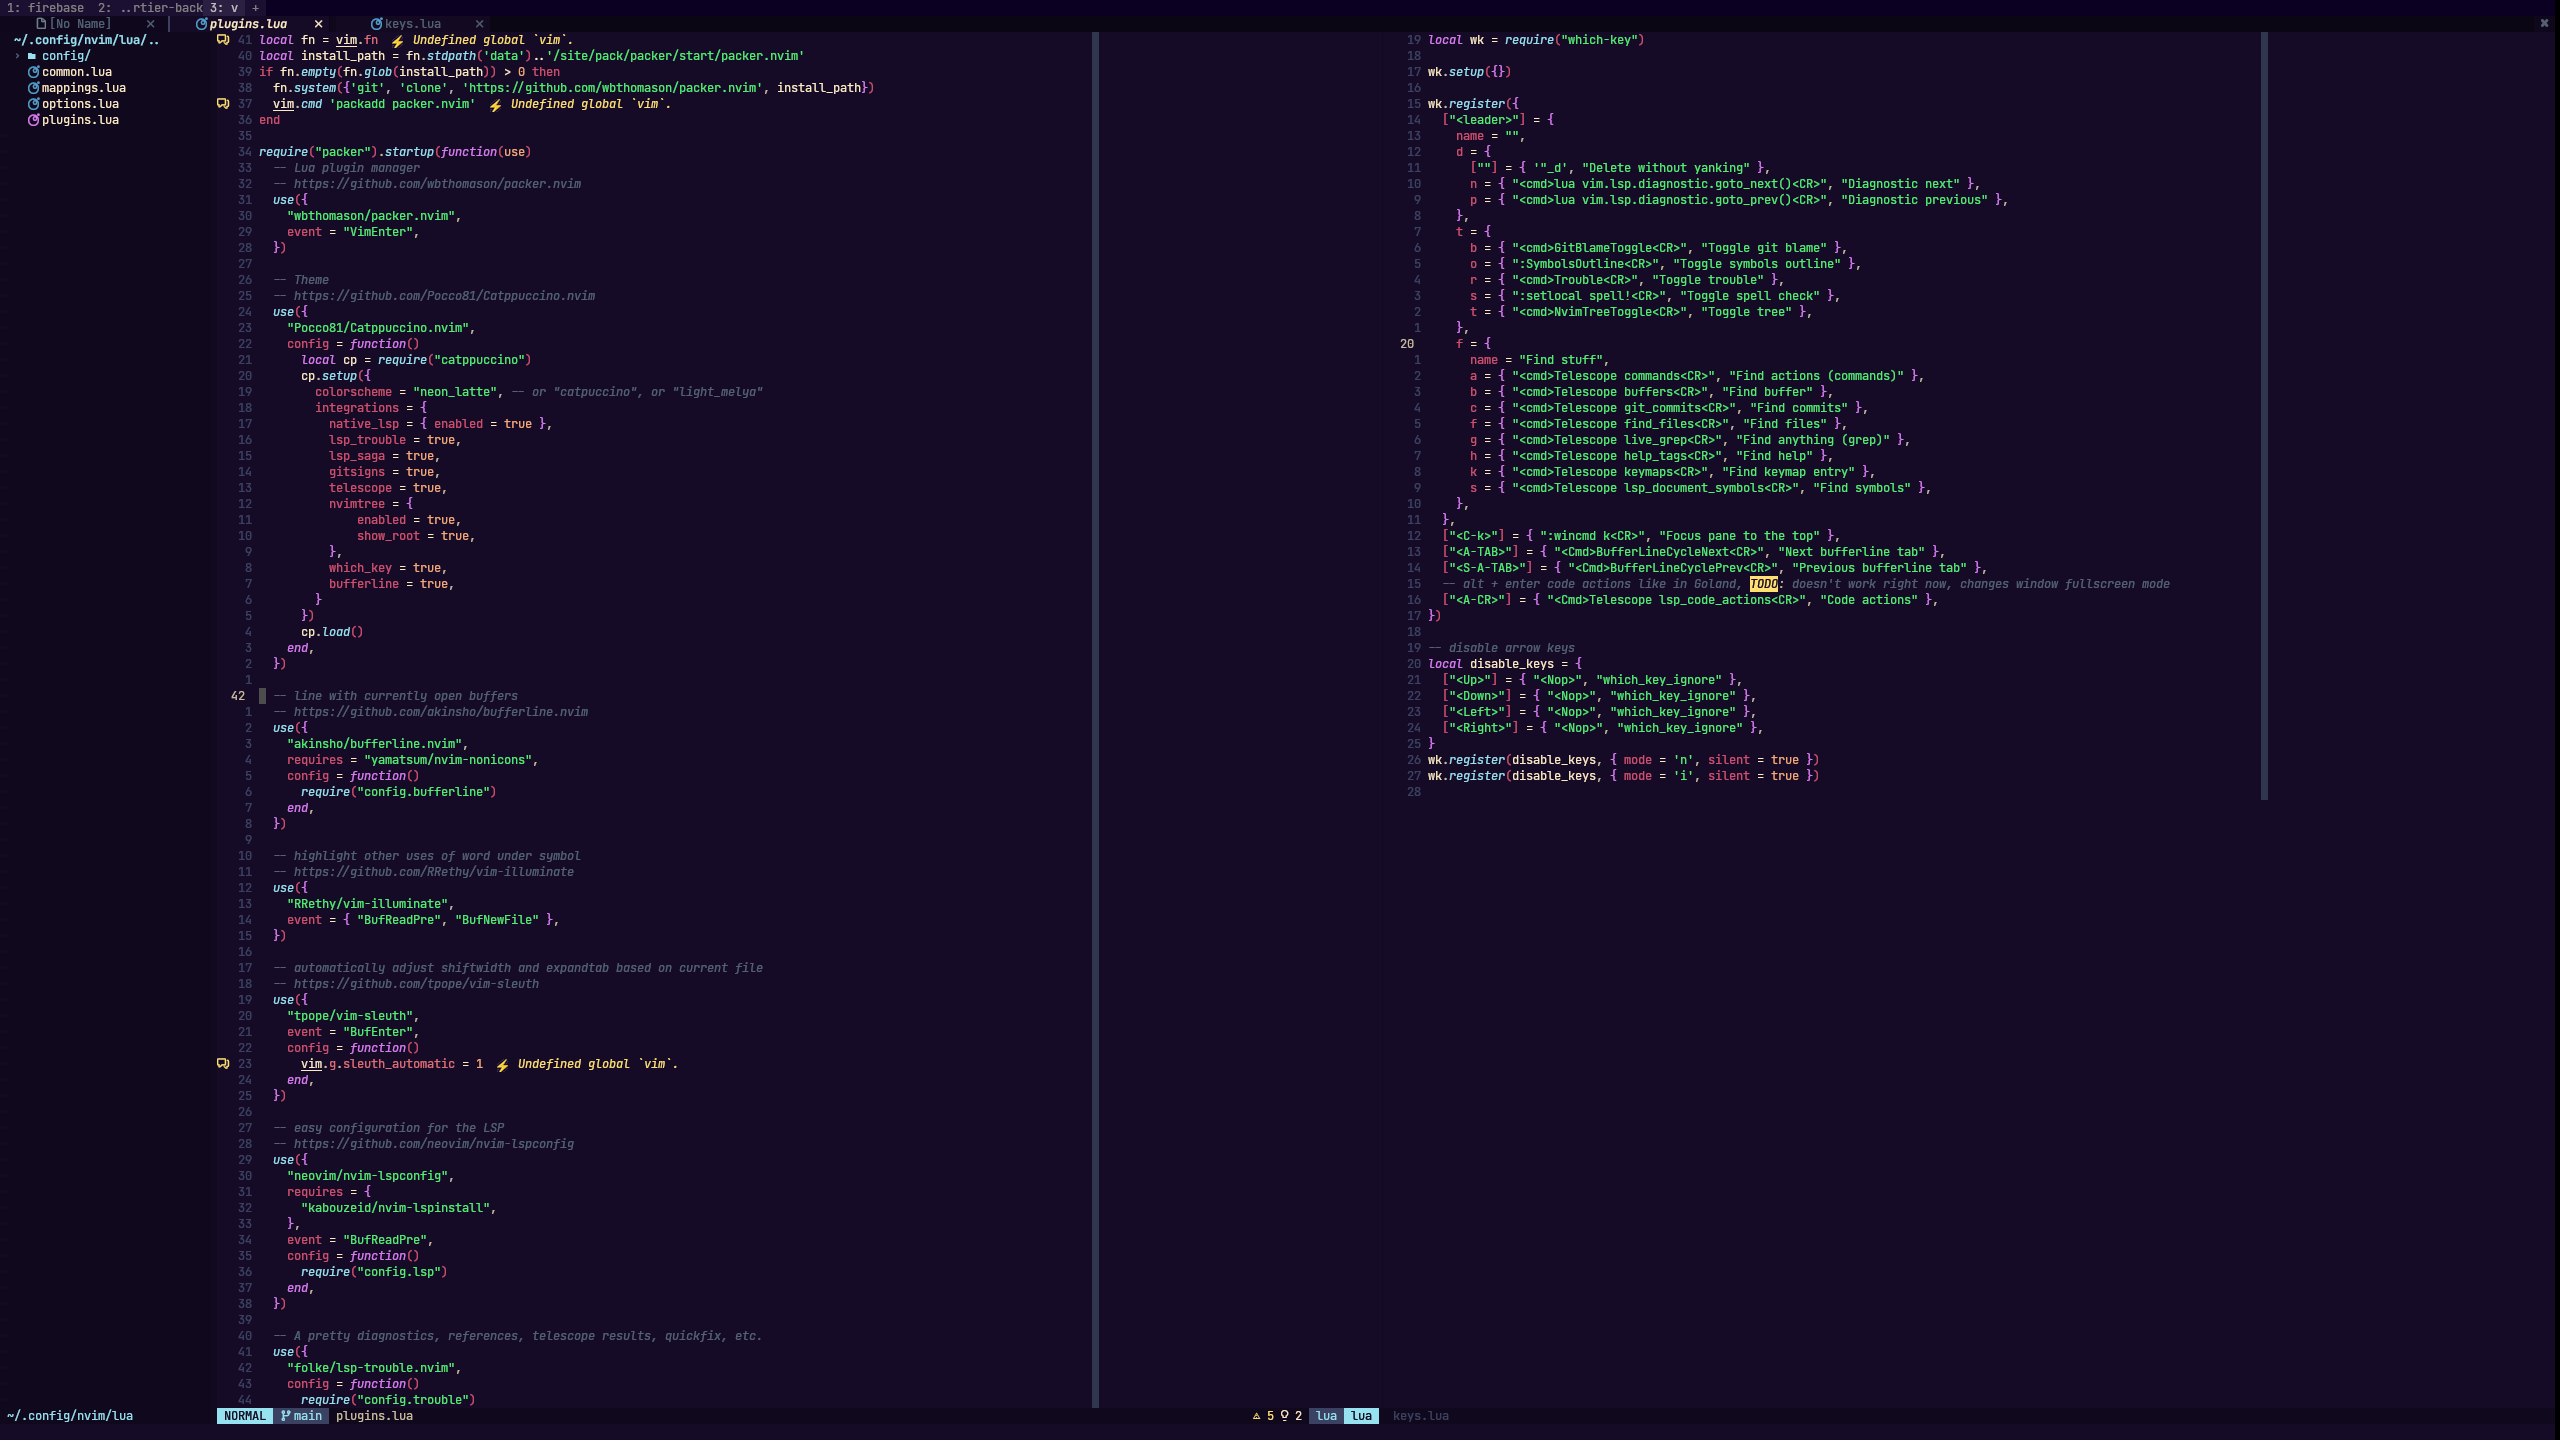 1: firebase  2: ..rtier-back 3: v  +
[No Name]  ×  plugins.lua  ×  keys.lua  ×
~/.config/nvim/lua/..
config/
common.lua
mappings.lua
options.lua
plugins.lua
41 local fn = vim.fn  Undefined global `vim`.
40 local install_path = fn.stdpath('data')..'/site/pack/packer/start/packer.nvim'
39 if fn.empty(fn.glob(install_path)) > 0 then
38   fn.system({'git', 'clone', 'https://github.com/wbthomason/packer.nvim', install_path})
37   vim.cmd 'packadd packer.nvim'  Undefined global `vim`.
36 end
35
34 require("packer").startup(function(use)
33   -- Lua plugin manager
32   -- https://github.com/wbthomason/packer.nvim
31   use({
30     "wbthomason/packer.nvim",
29     event = "VimEnter",
28   })
27
26   -- Theme
25   -- https://github.com/Pocco81/Catppuccino.nvim
24   use({
23     "Pocco81/Catppuccino.nvim",
22     config = function()
21       local cp = require("catppuccino")
20       cp.setup({
19         colorscheme = "neon_latte", -- or "catpuccino", or "light_melya"
18         integrations = {
17           native_lsp = { enabled = true },
16           lsp_trouble = true,
15           lsp_saga = true,
14           gitsigns = true,
13           telescope = true,
12           nvimtree = {
11               enabled = true,
10               show_root = true,
9           },
8           which_key = true,
7           bufferline = true,
6         }
5       })
4       cp.load()
3     end,
2   })
1
42   -- line with currently open buffers
1   -- https://github.com/akinsho/bufferline.nvim
2   use({
3     "akinsho/bufferline.nvim",
4     requires = "yamatsum/nvim-nonicons",
5     config = function()
6       require("config.bufferline")
7     end,
8   })
9
10   -- highlight other uses of word under symbol
11   -- https://github.com/RRethy/vim-illuminate
12   use({
13     "RRethy/vim-illuminate",
14     event = { "BufReadPre", "BufNewFile" },
15   })
16
17   -- automatically adjust shiftwidth and expandtab based on current file
18   -- https://github.com/tpope/vim-sleuth
19   use({
20     "tpope/vim-sleuth",
21     event = "BufEnter",
22     config = function()
23       vim.g.sleuth_automatic = 1  Undefined global `vim`.
24     end,
25   })
26
27   -- easy configuration for the LSP
28   -- https://github.com/neovim/nvim-lspconfig
29   use({
30     "neovim/nvim-lspconfig",
31     requires = {
32       "kabouzeid/nvim-lspinstall",
33     },
34     event = "BufReadPre",
35     config = function()
36       require("config.lsp")
37     end,
38   })
39
40   -- A pretty diagnostics, references, telescope results, quickfix, etc.
41   use({
42     "folke/lsp-trouble.nvim",
43     config = function()
44       require("config.trouble")
19 local wk = require("which-key")
18
17 wk.setup({})
16
15 wk.register({
14   ["<leader>"] = {
13     name = "",
12     d = {
11       [""] = { '"_d', "Delete without yanking" },
10       n = { "<cmd>lua vim.lsp.diagnostic.goto_next()<CR>", "Diagnostic next" },
9       p = { "<cmd>lua vim.lsp.diagnostic.goto_prev()<CR>", "Diagnostic previous" },
8     },
7     t = {
6       b = { "<cmd>GitBlameToggle<CR>", "Toggle git blame" },
5       o = { ":SymbolsOutline<CR>", "Toggle symbols outline" },
4       r = { "<cmd>Trouble<CR>", "Toggle trouble" },
3       s = { ":setlocal spell!<CR>", "Toggle spell check" },
2       t = { "<cmd>NvimTreeToggle<CR>", "Toggle tree" },
1     },
20     f = {
1       name = "Find stuff",
2       a = { "<cmd>Telescope commands<CR>", "Find actions (commands)" },
3       b = { "<cmd>Telescope buffers<CR>", "Find buffer" },
4       c = { "<cmd>Telescope git_commits<CR>", "Find commits" },
5       f = { "<cmd>Telescope find_files<CR>", "Find files" },
6       g = { "<cmd>Telescope live_grep<CR>", "Find anything (grep)" },
7       h = { "<cmd>Telescope help_tags<CR>", "Find help" },
8       k = { "<cmd>Telescope keymaps<CR>", "Find keymap entry" },
9       s = { "<cmd>Telescope lsp_document_symbols<CR>", "Find symbols" },
10     },
11   },
12   ["<C-k>"] = { ":wincmd k<CR>", "Focus pane to the top" },
13   ["<A-TAB>"] = { "<Cmd>BufferLineCycleNext<CR>", "Next bufferline tab" },
14   ["<S-A-TAB>"] = { "<Cmd>BufferLineCyclePrev<CR>", "Previous bufferline tab" },
15   -- alt + enter code actions like in Goland, TODO: doesn't work right now, changes window fullscreen mode
16   ["<A-CR>"] = { "<Cmd>Telescope lsp_code_actions<CR>", "Code actions" },
17 })
18
19 -- disable arrow keys
20 local disable_keys = {
21   ["<Up>"] = { "<Nop>", "which_key_ignore" },
22   ["<Down>"] = { "<Nop>", "which_key_ignore" },
23   ["<Left>"] = { "<Nop>", "which_key_ignore" },
24   ["<Right>"] = { "<Nop>", "which_key_ignore" },
25 }
26 wk.register(disable_keys, { mode = 'n', silent = true })
27 wk.register(disable_keys, { mode = 'i', silent = true })
28
~/.config/nvim/lua  NORMAL  main  plugins.lua  5  2  lua  lua  keys.lua